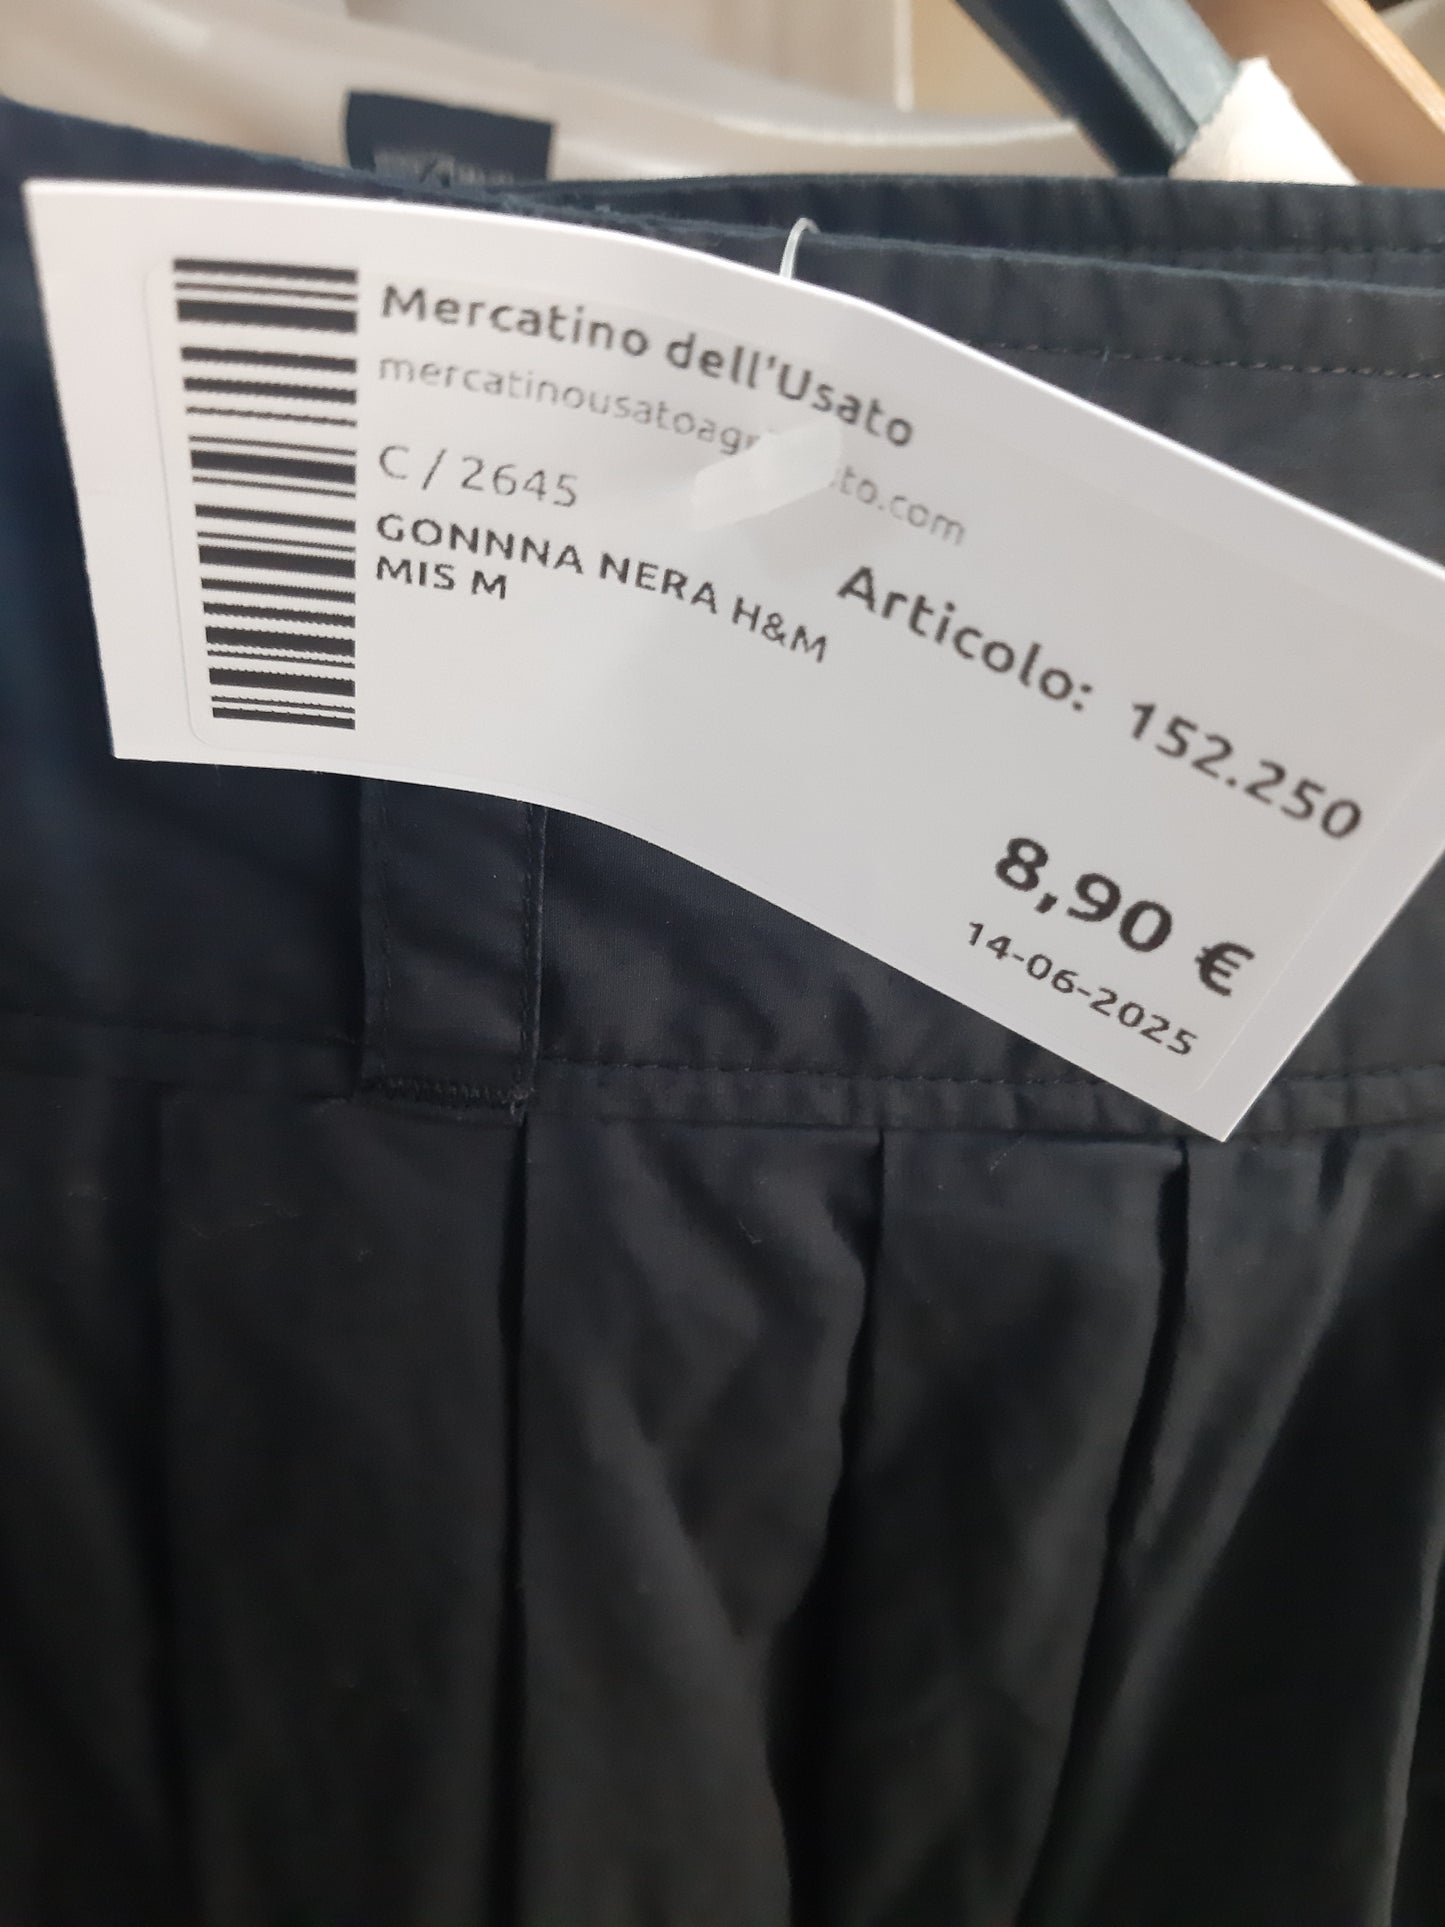 Mercatino dell'Usato
C / 2645
GONNNA NERA H&M
MIS M
Articolo: 152.250
8,90 €
14-06-2025